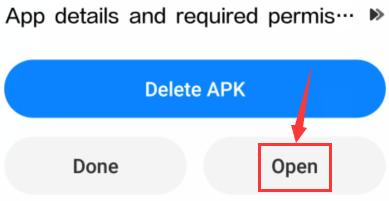 App details and required permis···
Delete APK
Done Open